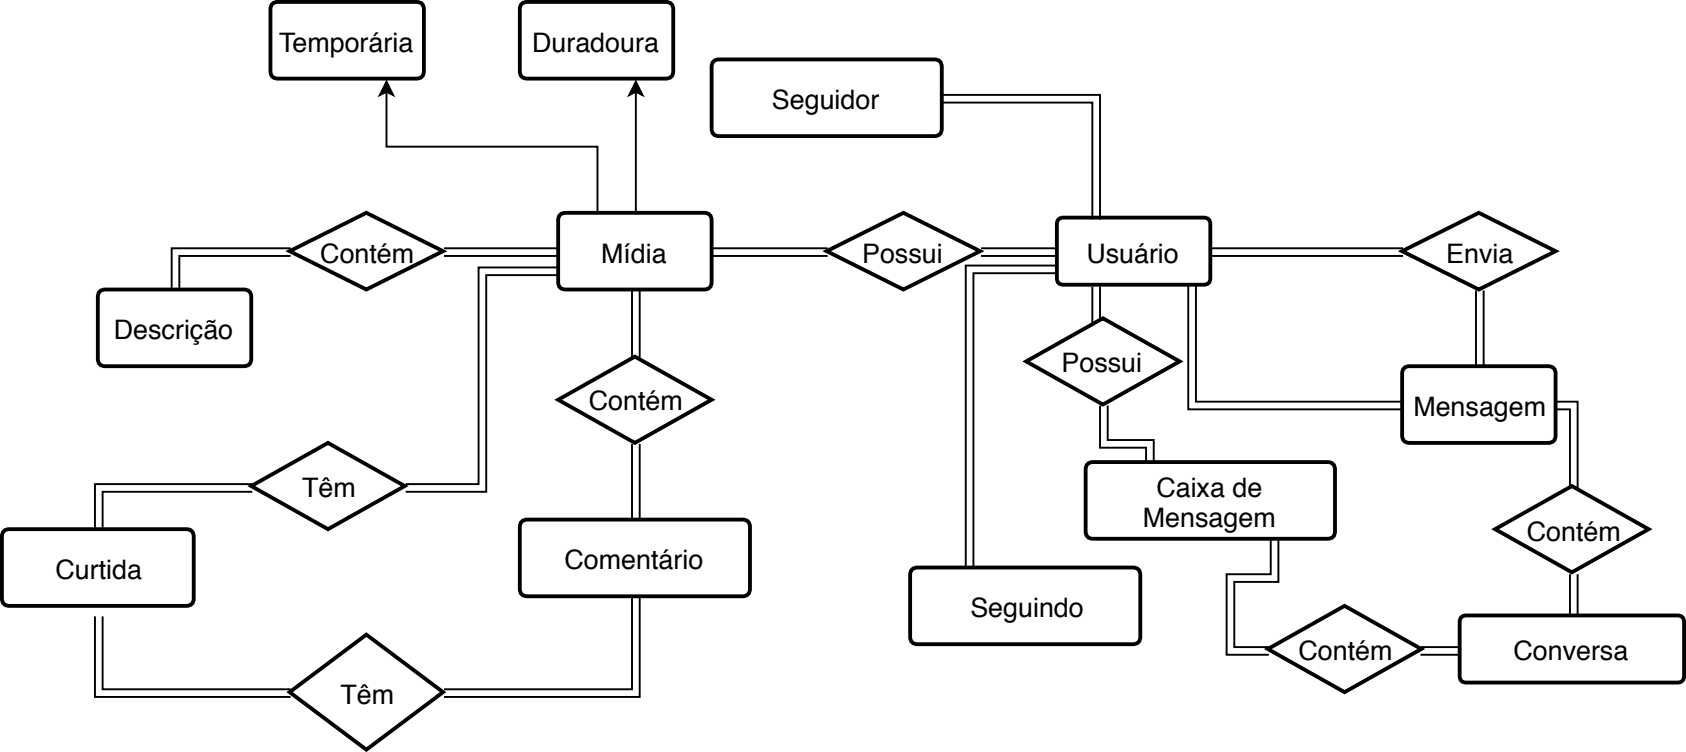 Temporária
Duradoura
Seguidor
Contém
Mídia
Possui
Usuário
Envia
Descrição
Possui
Contém
Mensagem
Têm
Caixa de
Mensagem
Contém
Comentário
Curtida
Seguindo
Contém
Conversa
Têm